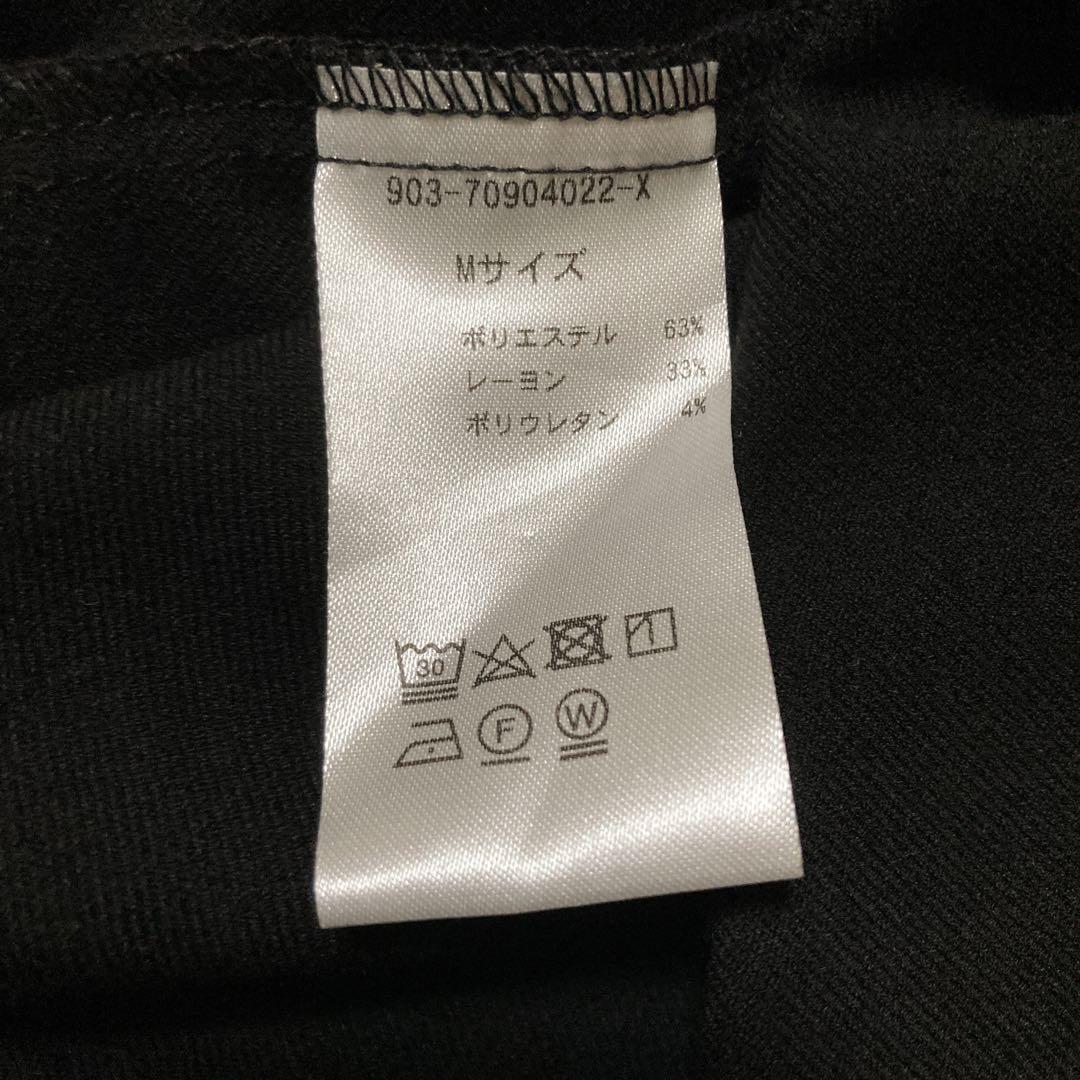 903-70904022-X
Mサイズ
ポリエステル 63%
レーヨン 33%
ポリウレタン 4%
30
F W